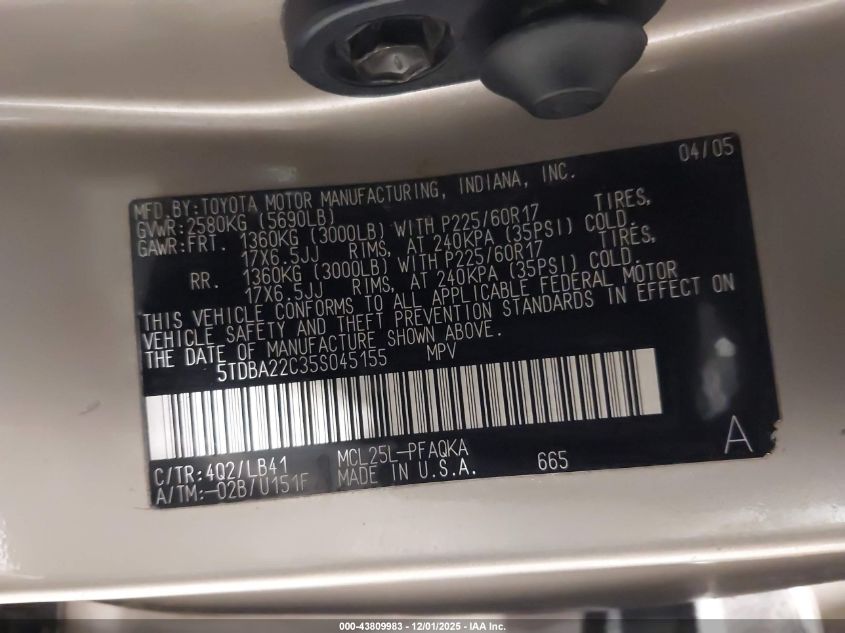 04/05
MFD.BY:TOYOTA MOTOR MANUFACTURING, INDIANA, INC.
GVWR:2580KG (5690LB)
GAWR:FRT. 1360KG (3000LB) WITH P225/60R17 TIRES,
17X6.5JJ RIMS, AT 240KPA (35PSI) COLD.
RR. 1360KG (3000LB) WITH P225/60R17 TIRES,
17X6.5JJ RIMS, AT 240KPA (35PSI) COLD.
THIS VEHICLE CONFORMS TO ALL APPLICABLE FEDERAL MOTOR
VEHICLE SAFETY AND THEFT PREVENTION STANDARDS IN EFFECT ON
THE DATE OF MANUFACTURE SHOWN ABOVE.
5TDBA22C35S045155 MPV
C/TR:4Q2/LB41 MCL25L-PFAQKA
A/TM:-02B/U151F MADE IN U.S.A. 665
A
000-43809983 - 12/01/2025 - IAA Inc.